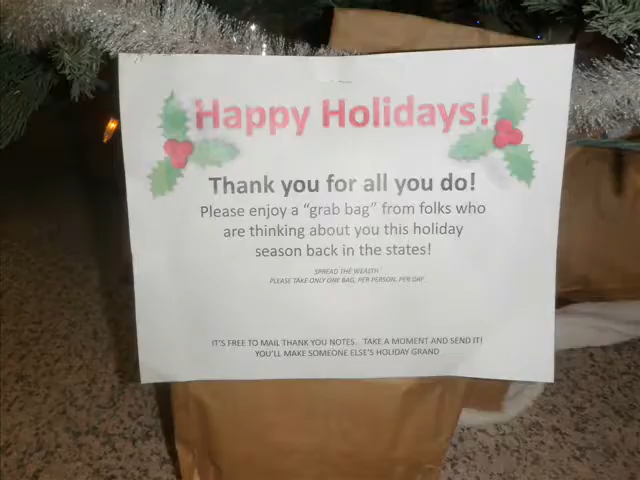 Happy Holidays!
Thank you for all you do!
Please enjoy a “grab bag” from folks who
are thinking about you this holiday
season back in the states!
SPREAD THE WEALTH
PLEASE TAKE ONLY ONE BAG, PER PERSON, PER DAY
IT'S FREE TO MAIL THANK YOU NOTES. TAKE A MOMENT AND SEND IT!
YOU'LL MAKE SOMEONE ELSE'S HOLIDAY GRAND